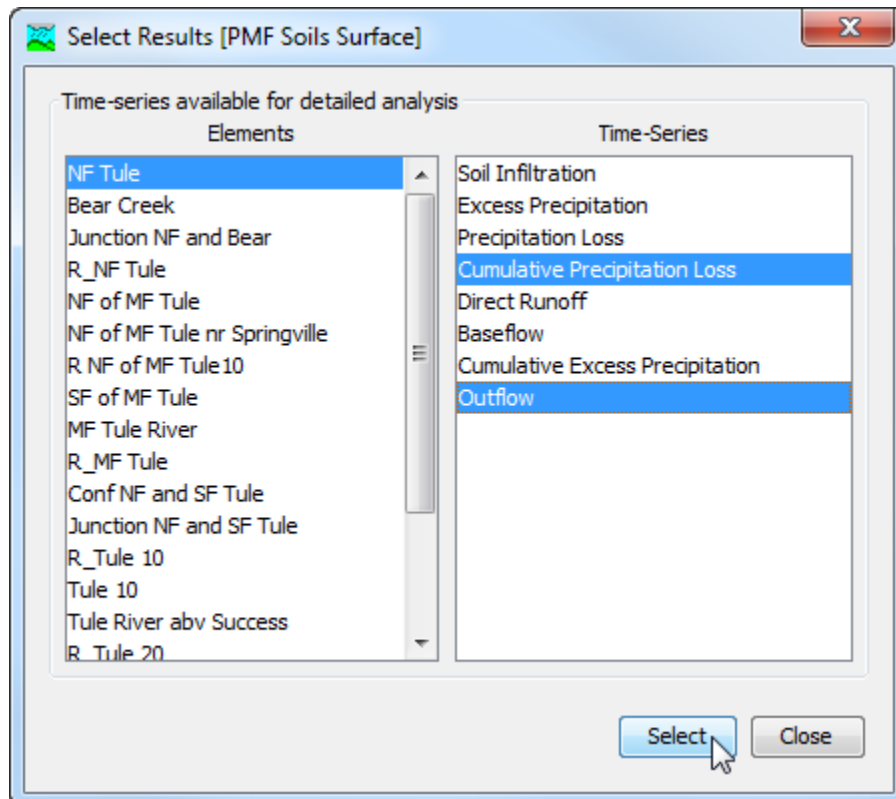 Select Results [PMF Soils Surface]
Time-series available for detailed analysis
Elements
NF Tule
Bear Creek
Junction NF and Bear
R_NF Tule
NF of MF Tule
NF of MF Tule nr Springville
R NF of MF Tule10
SF of MF Tule
MF Tule River
R_MF Tule
Conf NF and SF Tule
Junction NF and SF Tule
R_Tule 10
Tule 10
Tule River abv Success
R_Tule 20
Time-Series
Soil Infiltration
Excess Precipitation
Precipitation Loss
Cumulative Precipitation Loss
Direct Runoff
Baseflow
Cumulative Excess Precipitation
Outflow
Select
Close